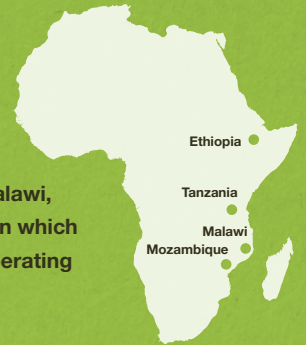 Ethiopia
Tanzania
Malawi
Mozambique
alawi,
n which
erating